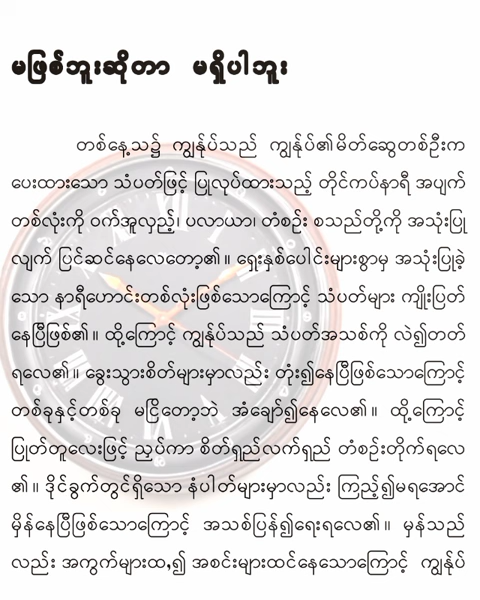 မဖြစ်ဘူးဆိုတာ မရှိပါဘူး
တစ်နေ့သ၌ ကျွန်ုပ်သည် ကျွန်ုပ်၏မိတ်ဆွေတစ်ဦးက
ပေးထားသော သံပတ်ဖြင့် ပြုလုပ်ထားသည့် တိုင်ကပ်နာရီ အပျက်
တစ်လုံးကို ဝက်အူလှည့်၊ ပလာယာ၊ တံစဉ်း စသည်တို့ကို အသုံးပြု
လျက် ပြင်ဆင်နေလေတော့၏။ ရှေးနှစ်ပေါင်းများစွာမှ အသုံးပြုခဲ့
သော နာရီဟောင်းတစ်လုံးဖြစ်သောကြောင့် သံပတ်များ ကျိုးပြတ်
နေပြီဖြစ်၏။ ထို့ကြောင့် ကျွန်ုပ်သည် သံပတ်အသစ်ကို လဲ၍တတ်
ရလေ၏။ ခွေးသွားစိတ်များမှာလည်း တုံး၍နေပြီဖြစ်သောကြောင့်
တစ်ခုနှင့်တစ်ခု မငြိတော့ဘဲ အံချော်၍နေလေ၏။ ထို့ကြောင့်
ပြုတ်တူလေးဖြင့် ညှပ်ကာ စိတ်ရှည်လက်ရှည် တံစဉ်းတိုက်ရလေ
၏။ ဒိုင်ခွက်တွင်ရှိသော နံပါတ်များမှာလည်း ကြည့်၍မရအောင်
မှိန်နေပြီဖြစ်သောကြောင့် အသစ်ပြန်၍ရေးရလေ၏။ မှန်သည်
လည်း အကွက်များထ,၍ အစင်းများထင်နေသောကြောင့် ကျွန်ုပ်